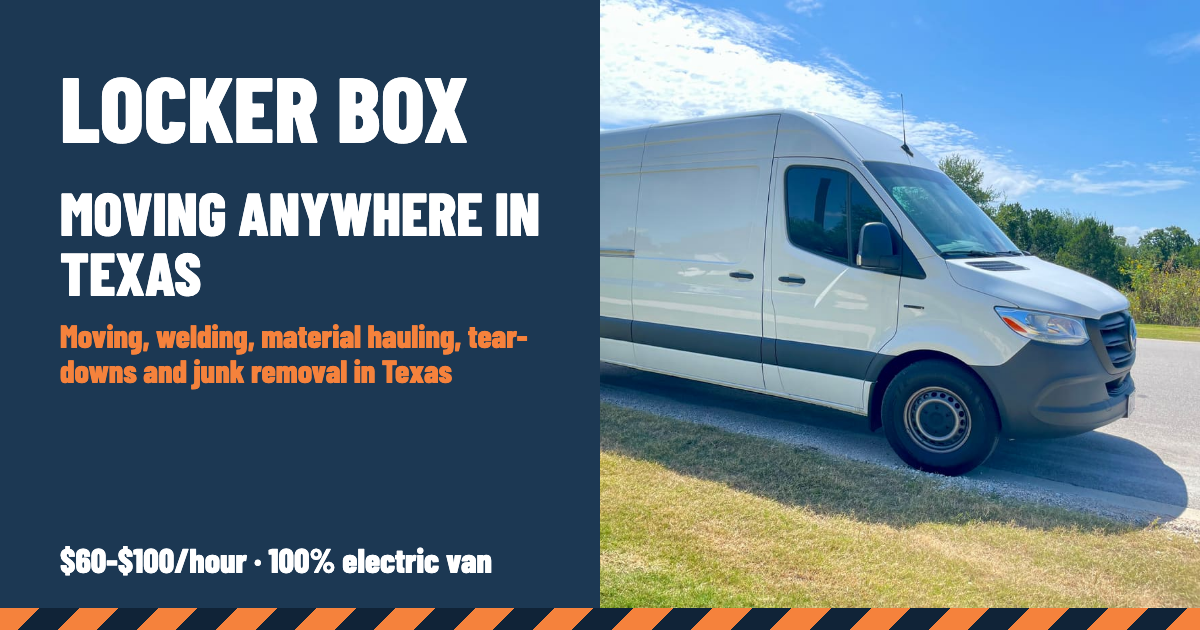 LOCKER BOX
MOVING ANYWHERE IN
TEXAS
Moving, welding, material hauling, tear-
downs and junk removal in Texas
$60-$100/hour · 100% electric van